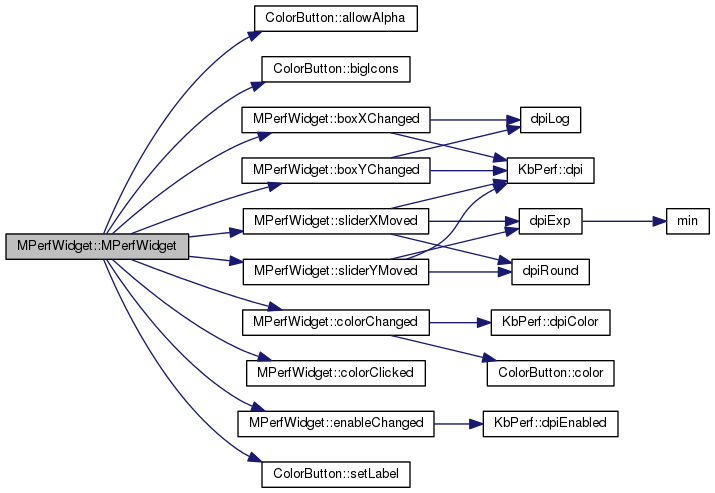 ColorButton::allowAlpha
ColorButton::bigIcons
MPerfWidget::boxXChanged
dpiLog
MPerfWidget::boxYChanged
KbPerf::dpi
MPerfWidget::sliderXMoved
dpiExp
min
MPerfWidget::MPerfWidget
MPerfWidget::sliderYMoved
dpiRound
MPerfWidget::colorChanged
KbPerf::dpiColor
MPerfWidget::colorClicked
ColorButton::color
MPerfWidget::enableChanged
KbPerf::dpiEnabled
ColorButton::setLabel